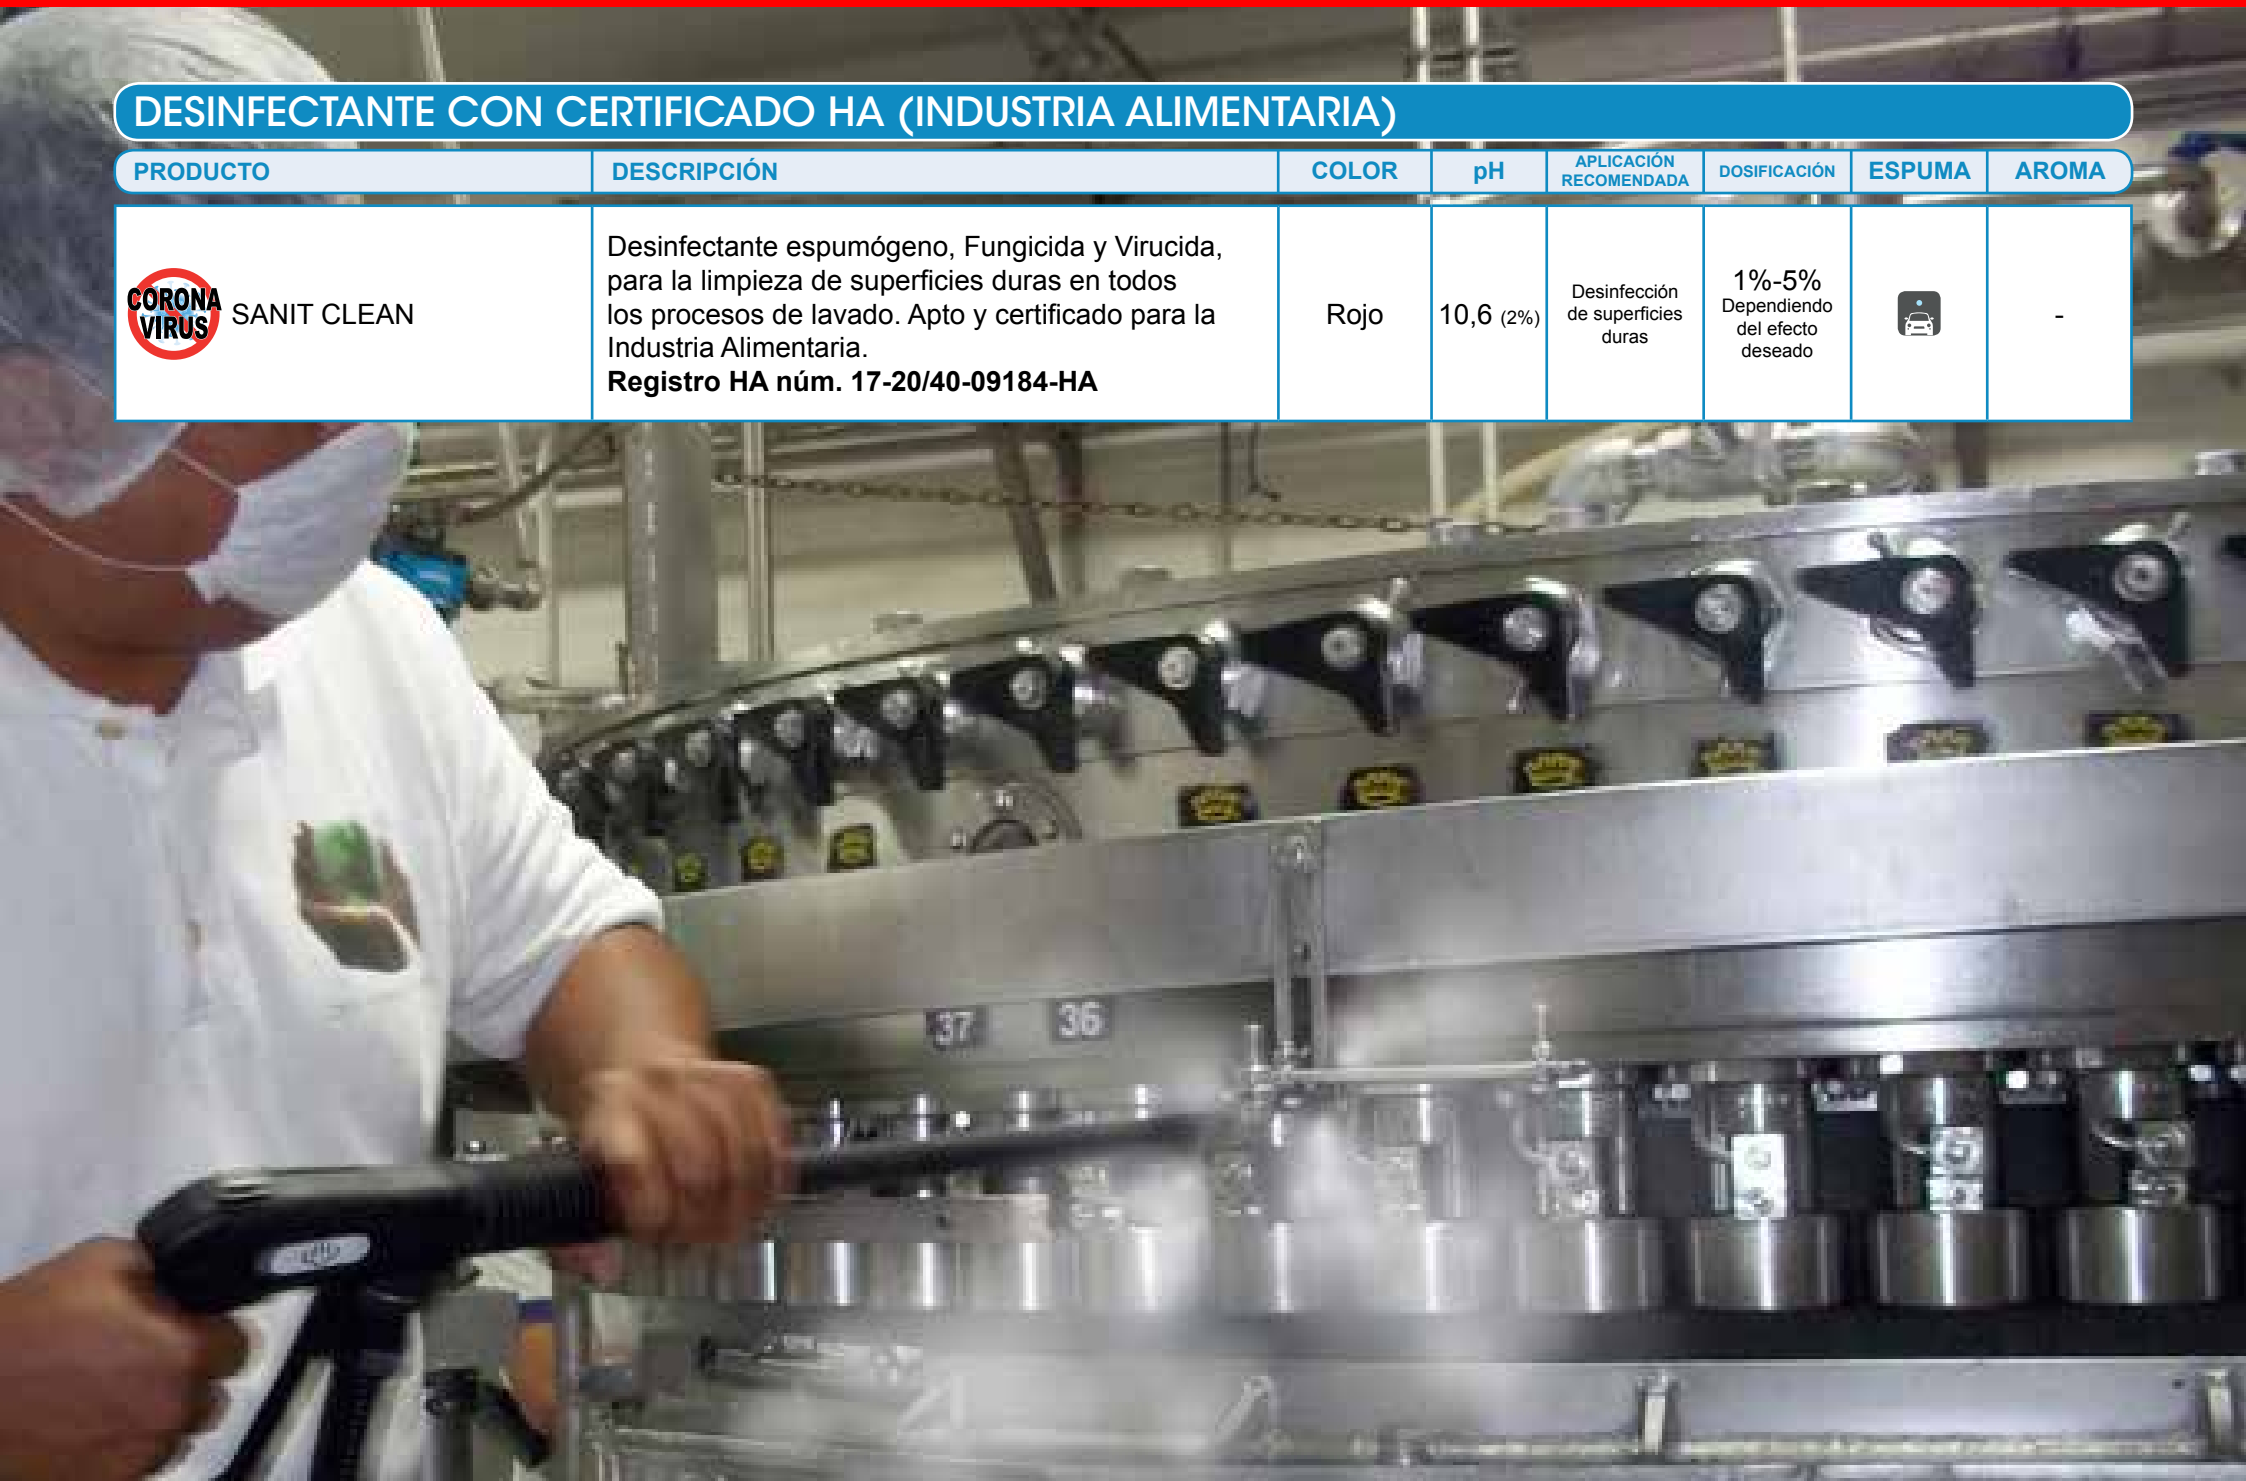 DESINFECTANTE CON CERTIFICADO HA (INDUSTRIA ALIMENTARIA)
PRODUCTO
DESCRIPCIÓN
COLOR
pH
APLICACIÓN
RECOMENDADA
DOSIFICACIÓN
ESPUMA
AROMA
CORONA
VIRUS
SANIT CLEAN
Desinfectante espumógeno, Fungicida y Virucida,
para la limpieza de superficies duras en todos
los procesos de lavado. Apto y certificado para la
Industria Alimentaria.
Registro HA núm. 17-20/40-09184-HA
Rojo
10,6 (2%)
Desinfección
de superficies
duras
1%-5%
Dependiendo
del efecto
deseado
-
37
36